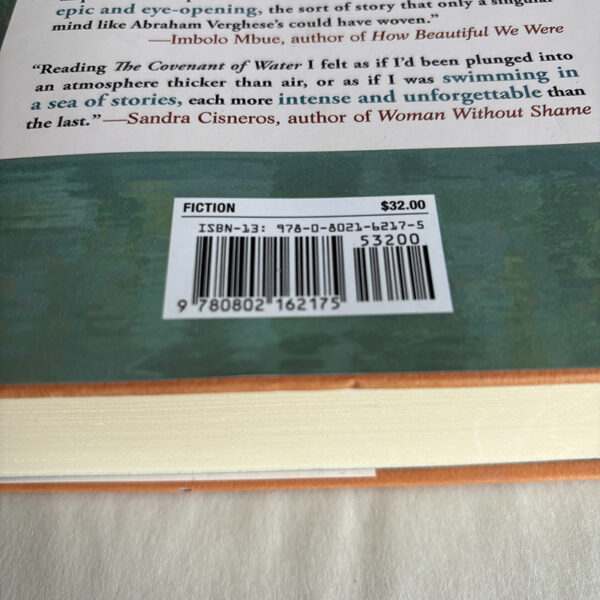 epic and eye-opening, the sort of story that only a singular
mind like Abraham Verghese's could have woven.”
—Imbolo Mbue, author of How Beautiful We Were
“Reading The Covenant of Water I felt as if I'd been plunged into
an atmosphere thicker than air, or as if I was swimming in
a sea of stories, each more intense and unforgettable than
the last.”—Sandra Cisneros, author of Woman Without Shame
FICTION $32.00
ISBN-13: 978-0-8021-6217-5
53200
9 780802 162175